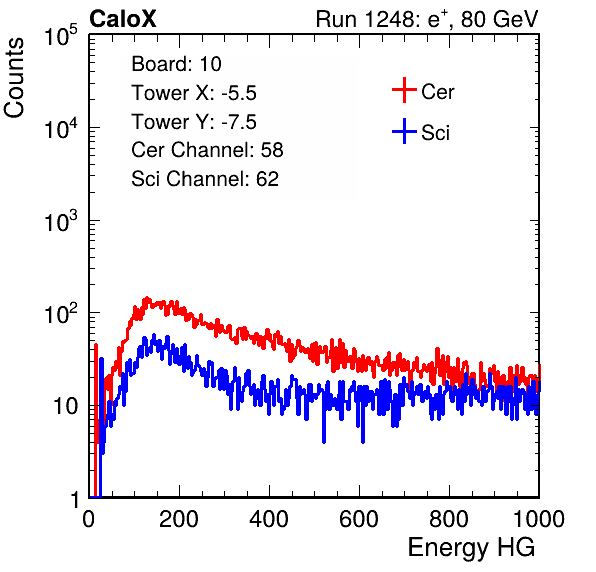 CaloX Run 1248: e⁺, 80 GeV
Counts
Board: 10
Tower X: -5.5
Tower Y: -7.5
Cer Channel: 58
Sci Channel: 62
Cer
Sci
10⁵
10⁴
10³
10²
10
1
0 200 400 600 800 1000
Energy HG